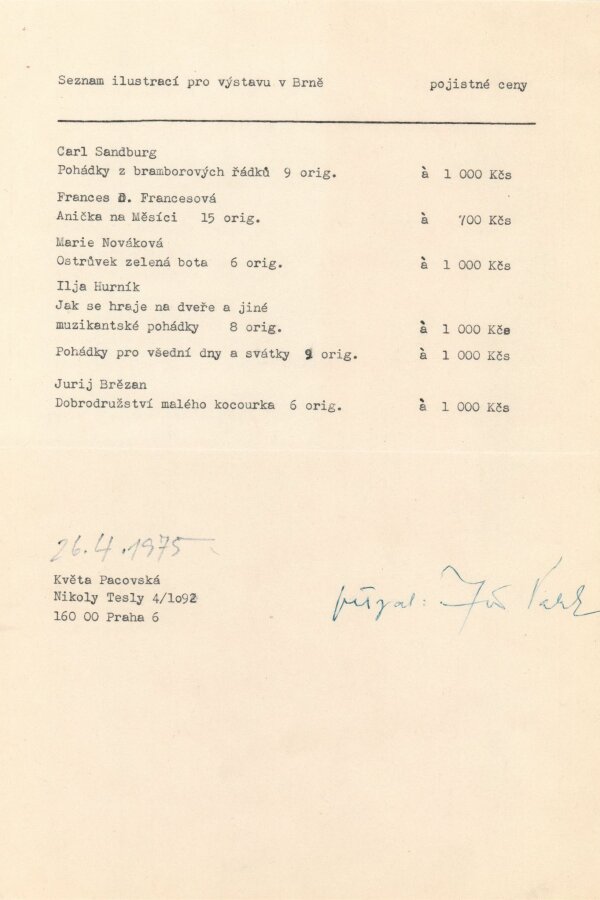 Seznam ilustrací pro výstavu v Brně pojistné ceny
Carl Sandburg
Pohádky z bramborových řádků 9 orig. à 1 000 Kčs
Frances D. Francesová
Anička na Měsíci 15 orig. à 700 Kčs
Marie Nováková
Ostrůvek zelená bota 6 orig. à 1 000 Kčs
Ilja Hurník
Jak se hraje na dveře a jiné
muzikantské pohádky 8 orig. à 1 000 Kčs
Pohádky pro všední dny a svátky 9 orig. à 1 000 Kčs
Jurij Brězan
Dobrodružství malého kocourka 6 orig. à 1 000 Kčs
26.4.1975
Květa Pacovská
Nikoly Tesly 4/lo92
160 00 Praha 6